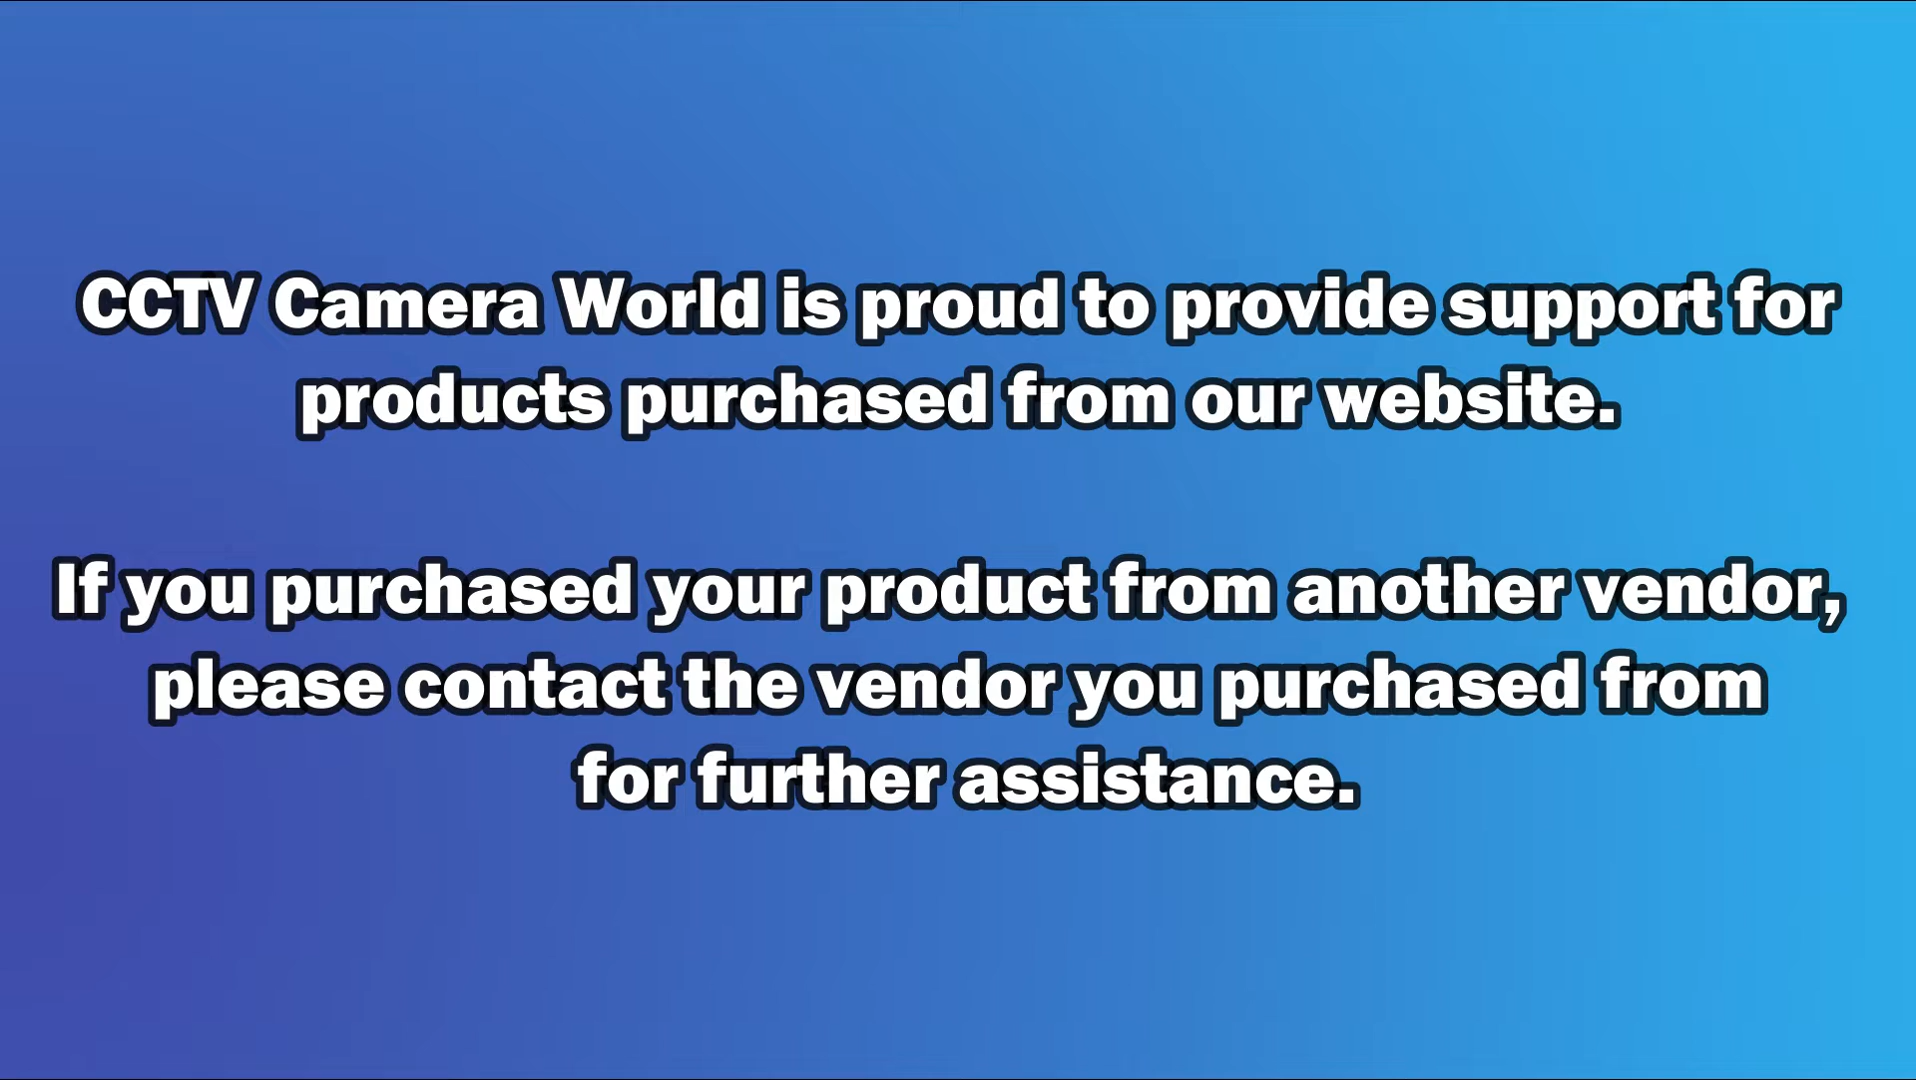 CCTV Camera World is proud to provide support for
products purchased from our website.
If you purchased your product from another vendor,
please contact the vendor you purchased from
for further assistance.